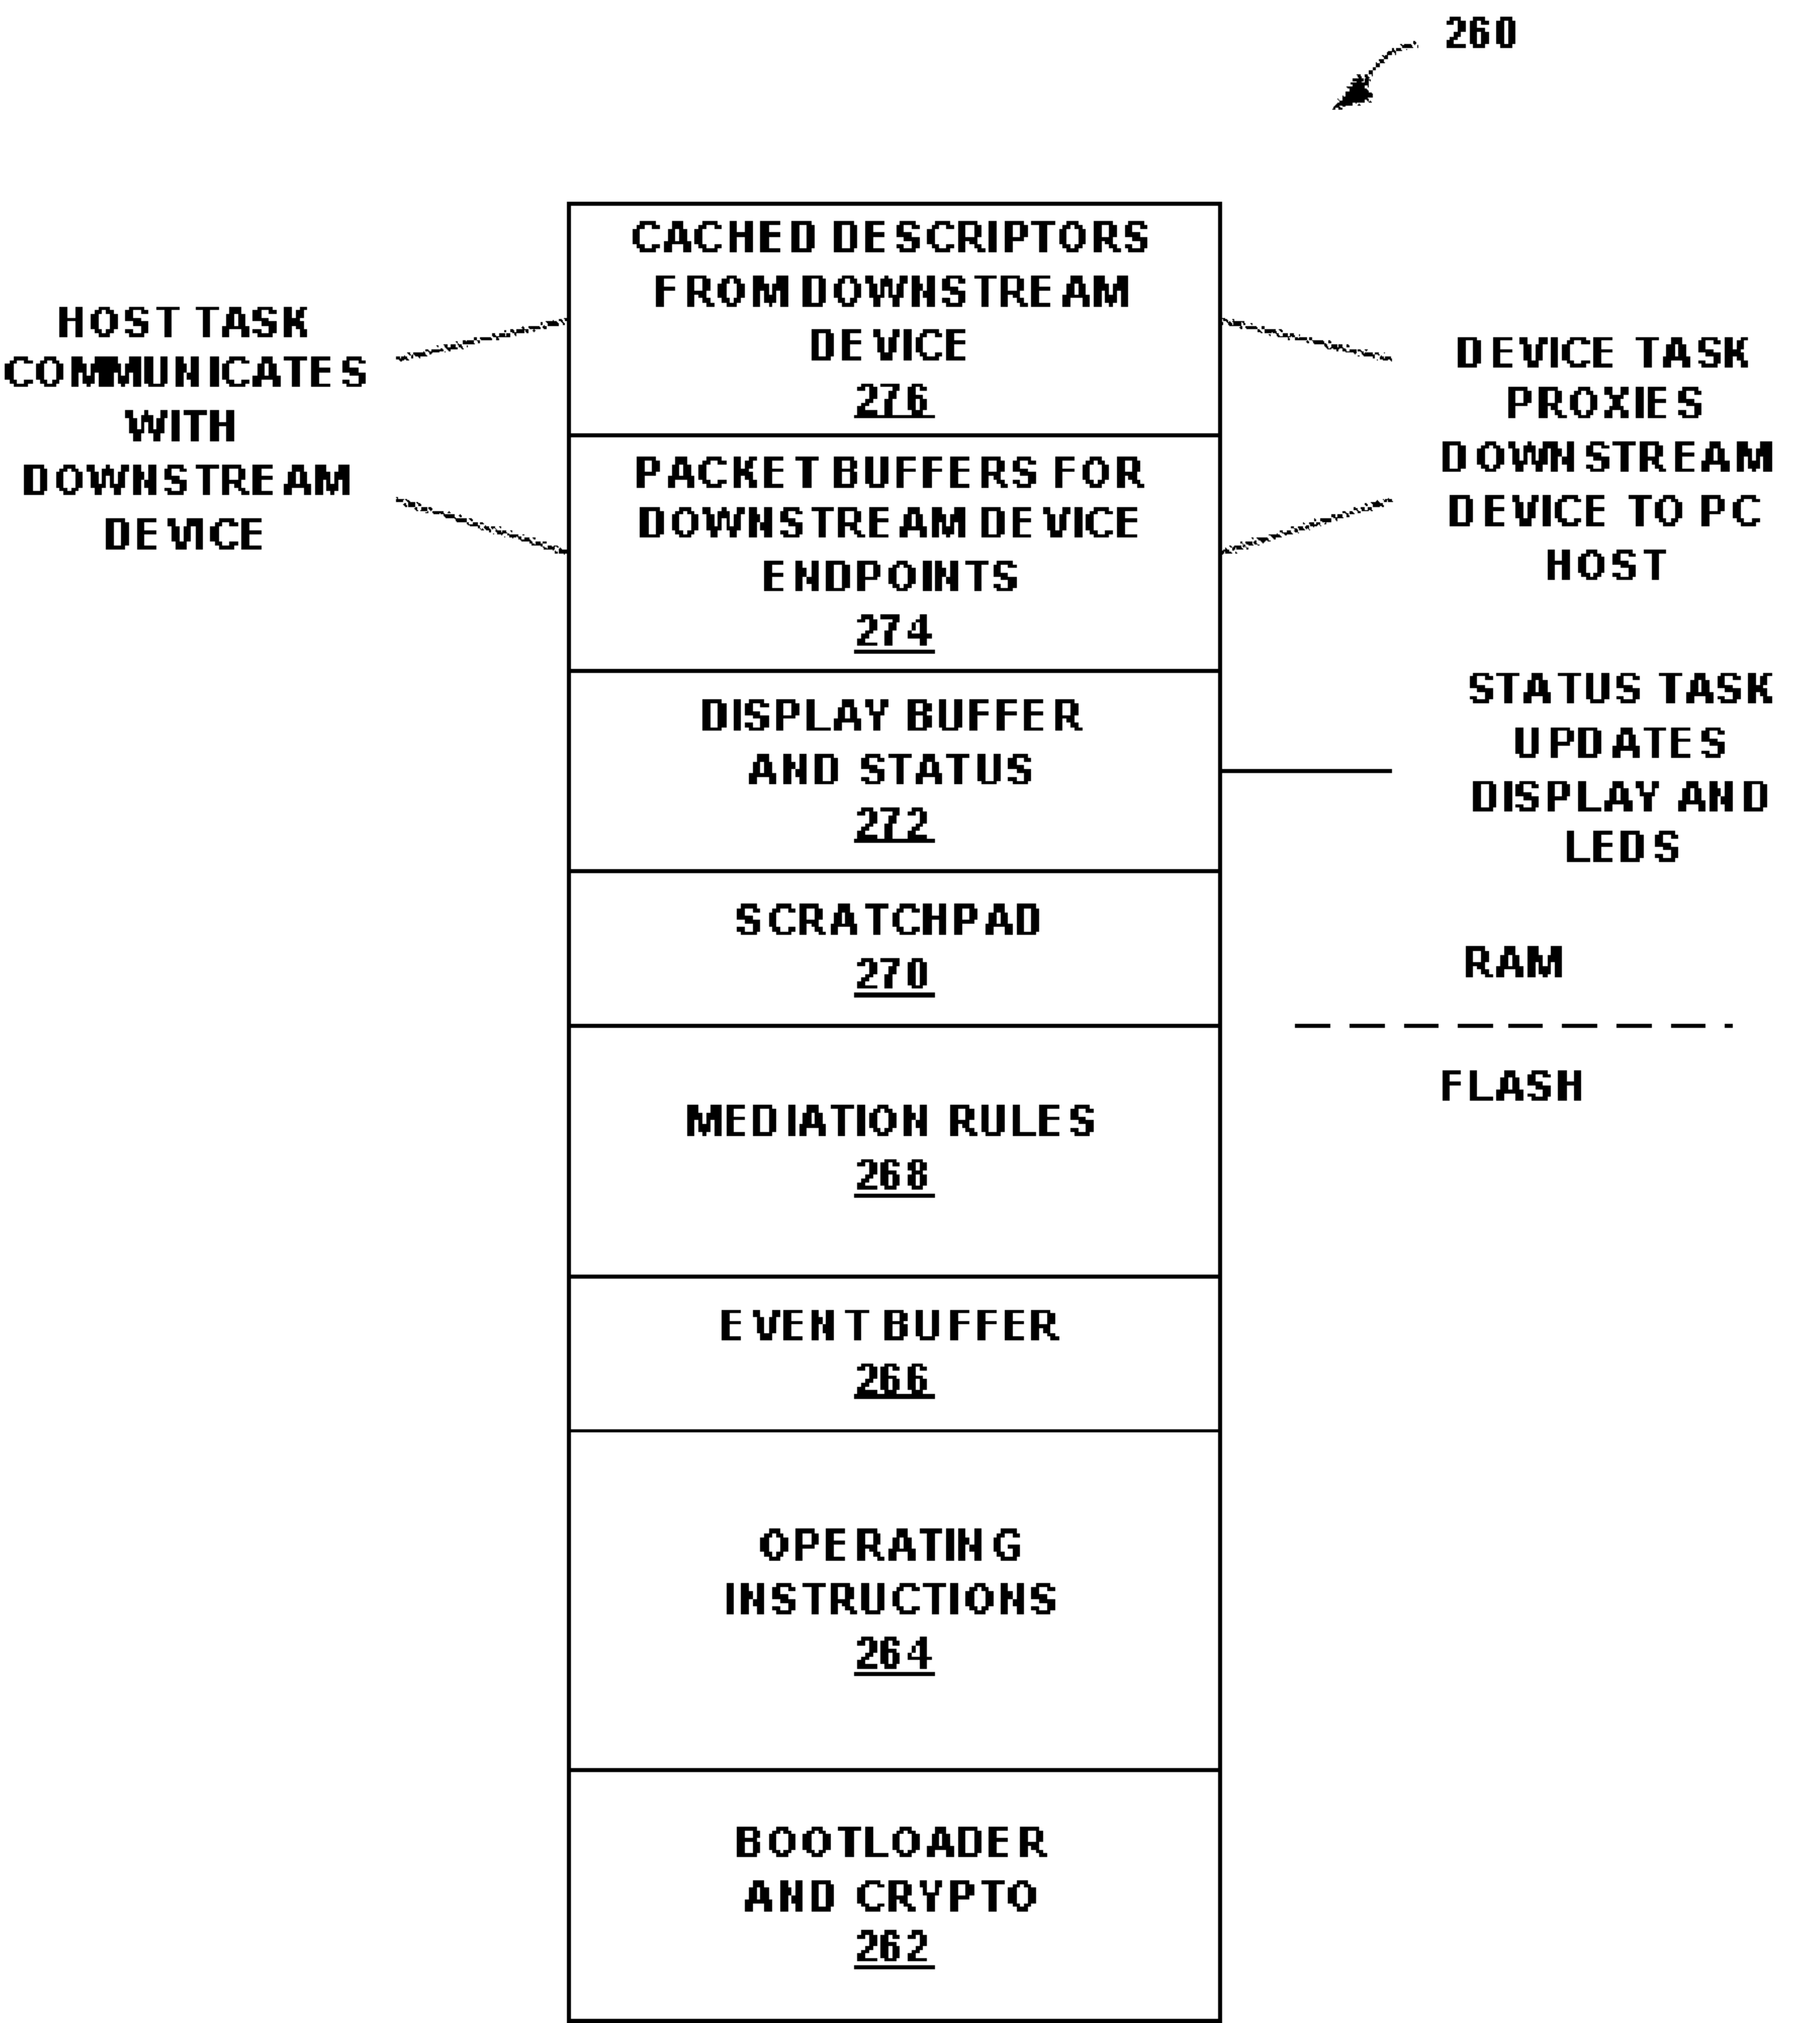 260
CACHED DESCRIPTORS
FROM DOWNSTREAM
DEVICE
276
HOST TASK
COMMUNICATES
WITH
DOWNSTREAM
DEVICE
DEVICE TASK
PROXIES
DOWNSTREAM
DEVICE TO PC
HOST
PACKET BUFFERS FOR
DOWNSTREAM DEVICE
ENDPOINTS
274
DISPLAY BUFFER
AND STATUS
272
STATUS TASK
UPDATES
DISPLAY AND
LEDS
SCRATCHPAD
270
RAM
FLASH
MEDIATION RULES
268
EVENT BUFFER
266
OPERATING
INSTRUCTIONS
264
BOOTLOADER
AND CRYPTO
262